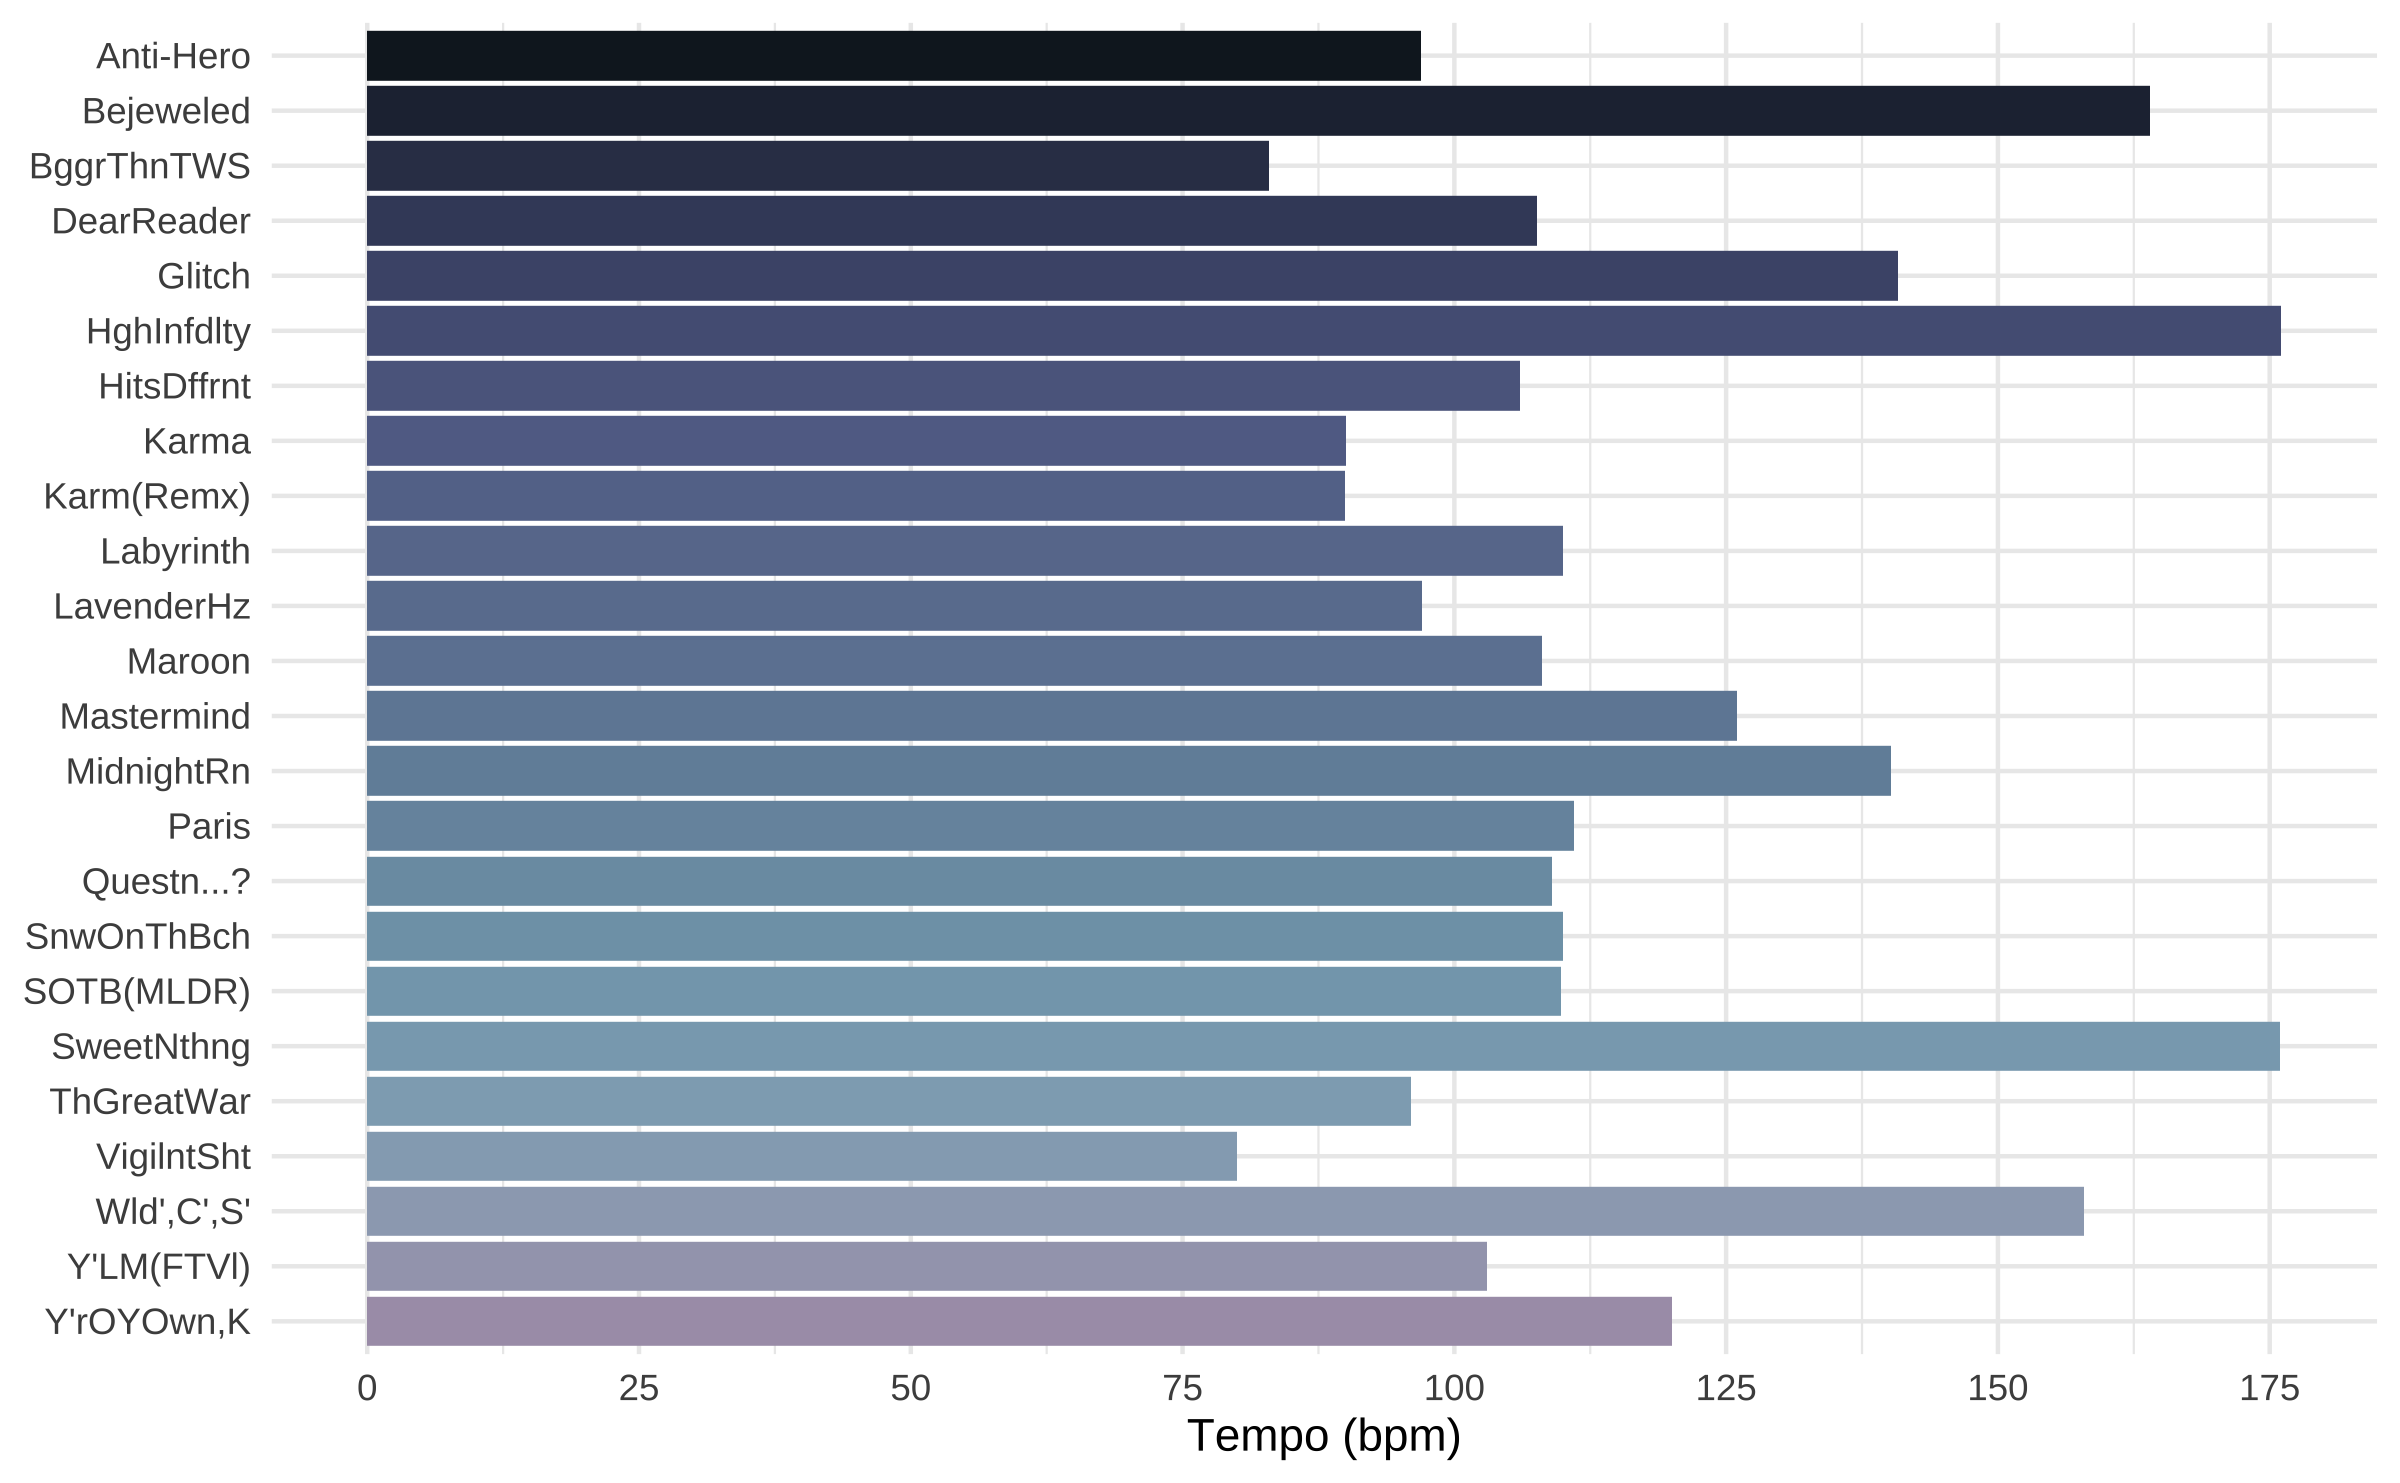 Anti-Hero
Bejeweled
BggrThnTWS
DearReader
Glitch
HghInfdlty
HitsDffrnt
Karma
Karm(Remx)
Labyrinth
LavenderHz
Maroon
Mastermind
MidnightRn
Paris
Questn...?
SnwOnThBch
SOTB(MLDR)
SweetNthng
ThGreatWar
VigilntSht
Wld',C',S'
Y'LM(FTVl)
Y'rOYOwn,K
0 25 50 75 100 125 150 175
Tempo (bpm)